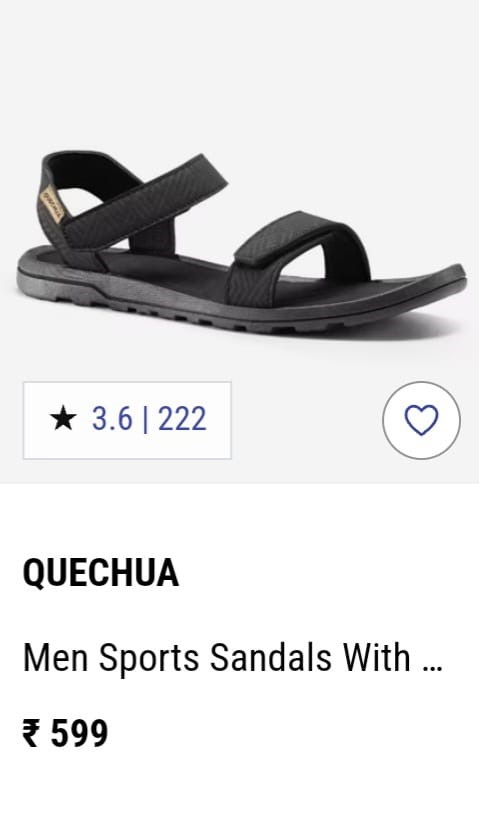 ★ 3.6 | 222
QUECHUA
Men Sports Sandals With ...
₹ 599